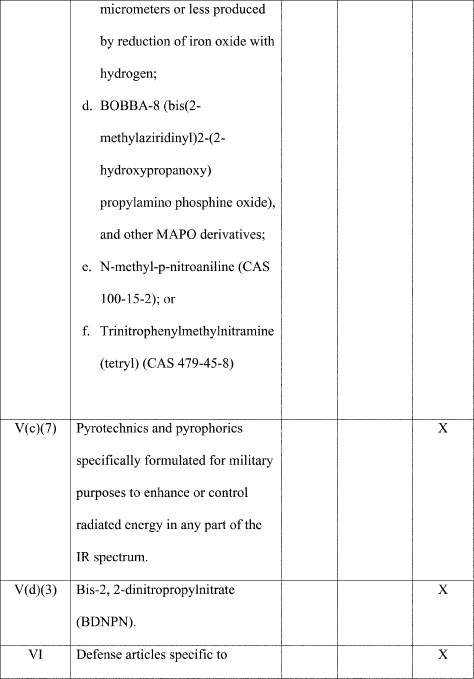 micrometers or less produced
by reduction of iron oxide with
hydrogen;
d. BOBBA-8 (bis(2-
methylaziridinyl)2-(2-
hydroxypropanoxy)
propylamino phosphine oxide),
and other MAPO derivatives;
e. N-methyl-p-nitroaniline (CAS
100-15-2); or
f. Trinitrophenylmethylnitramine
(tetryl) (CAS 479-45-8)
V(c)(7) Pyrotechnics and pyrophorics X
specifically formulated for military
purposes to enhance or control
radiated energy in any part of the
IR spectrum.
V(d)(3) Bis-2, 2-dinitropropylnitrate X
(BDNPN).
VI Defense articles specific to X